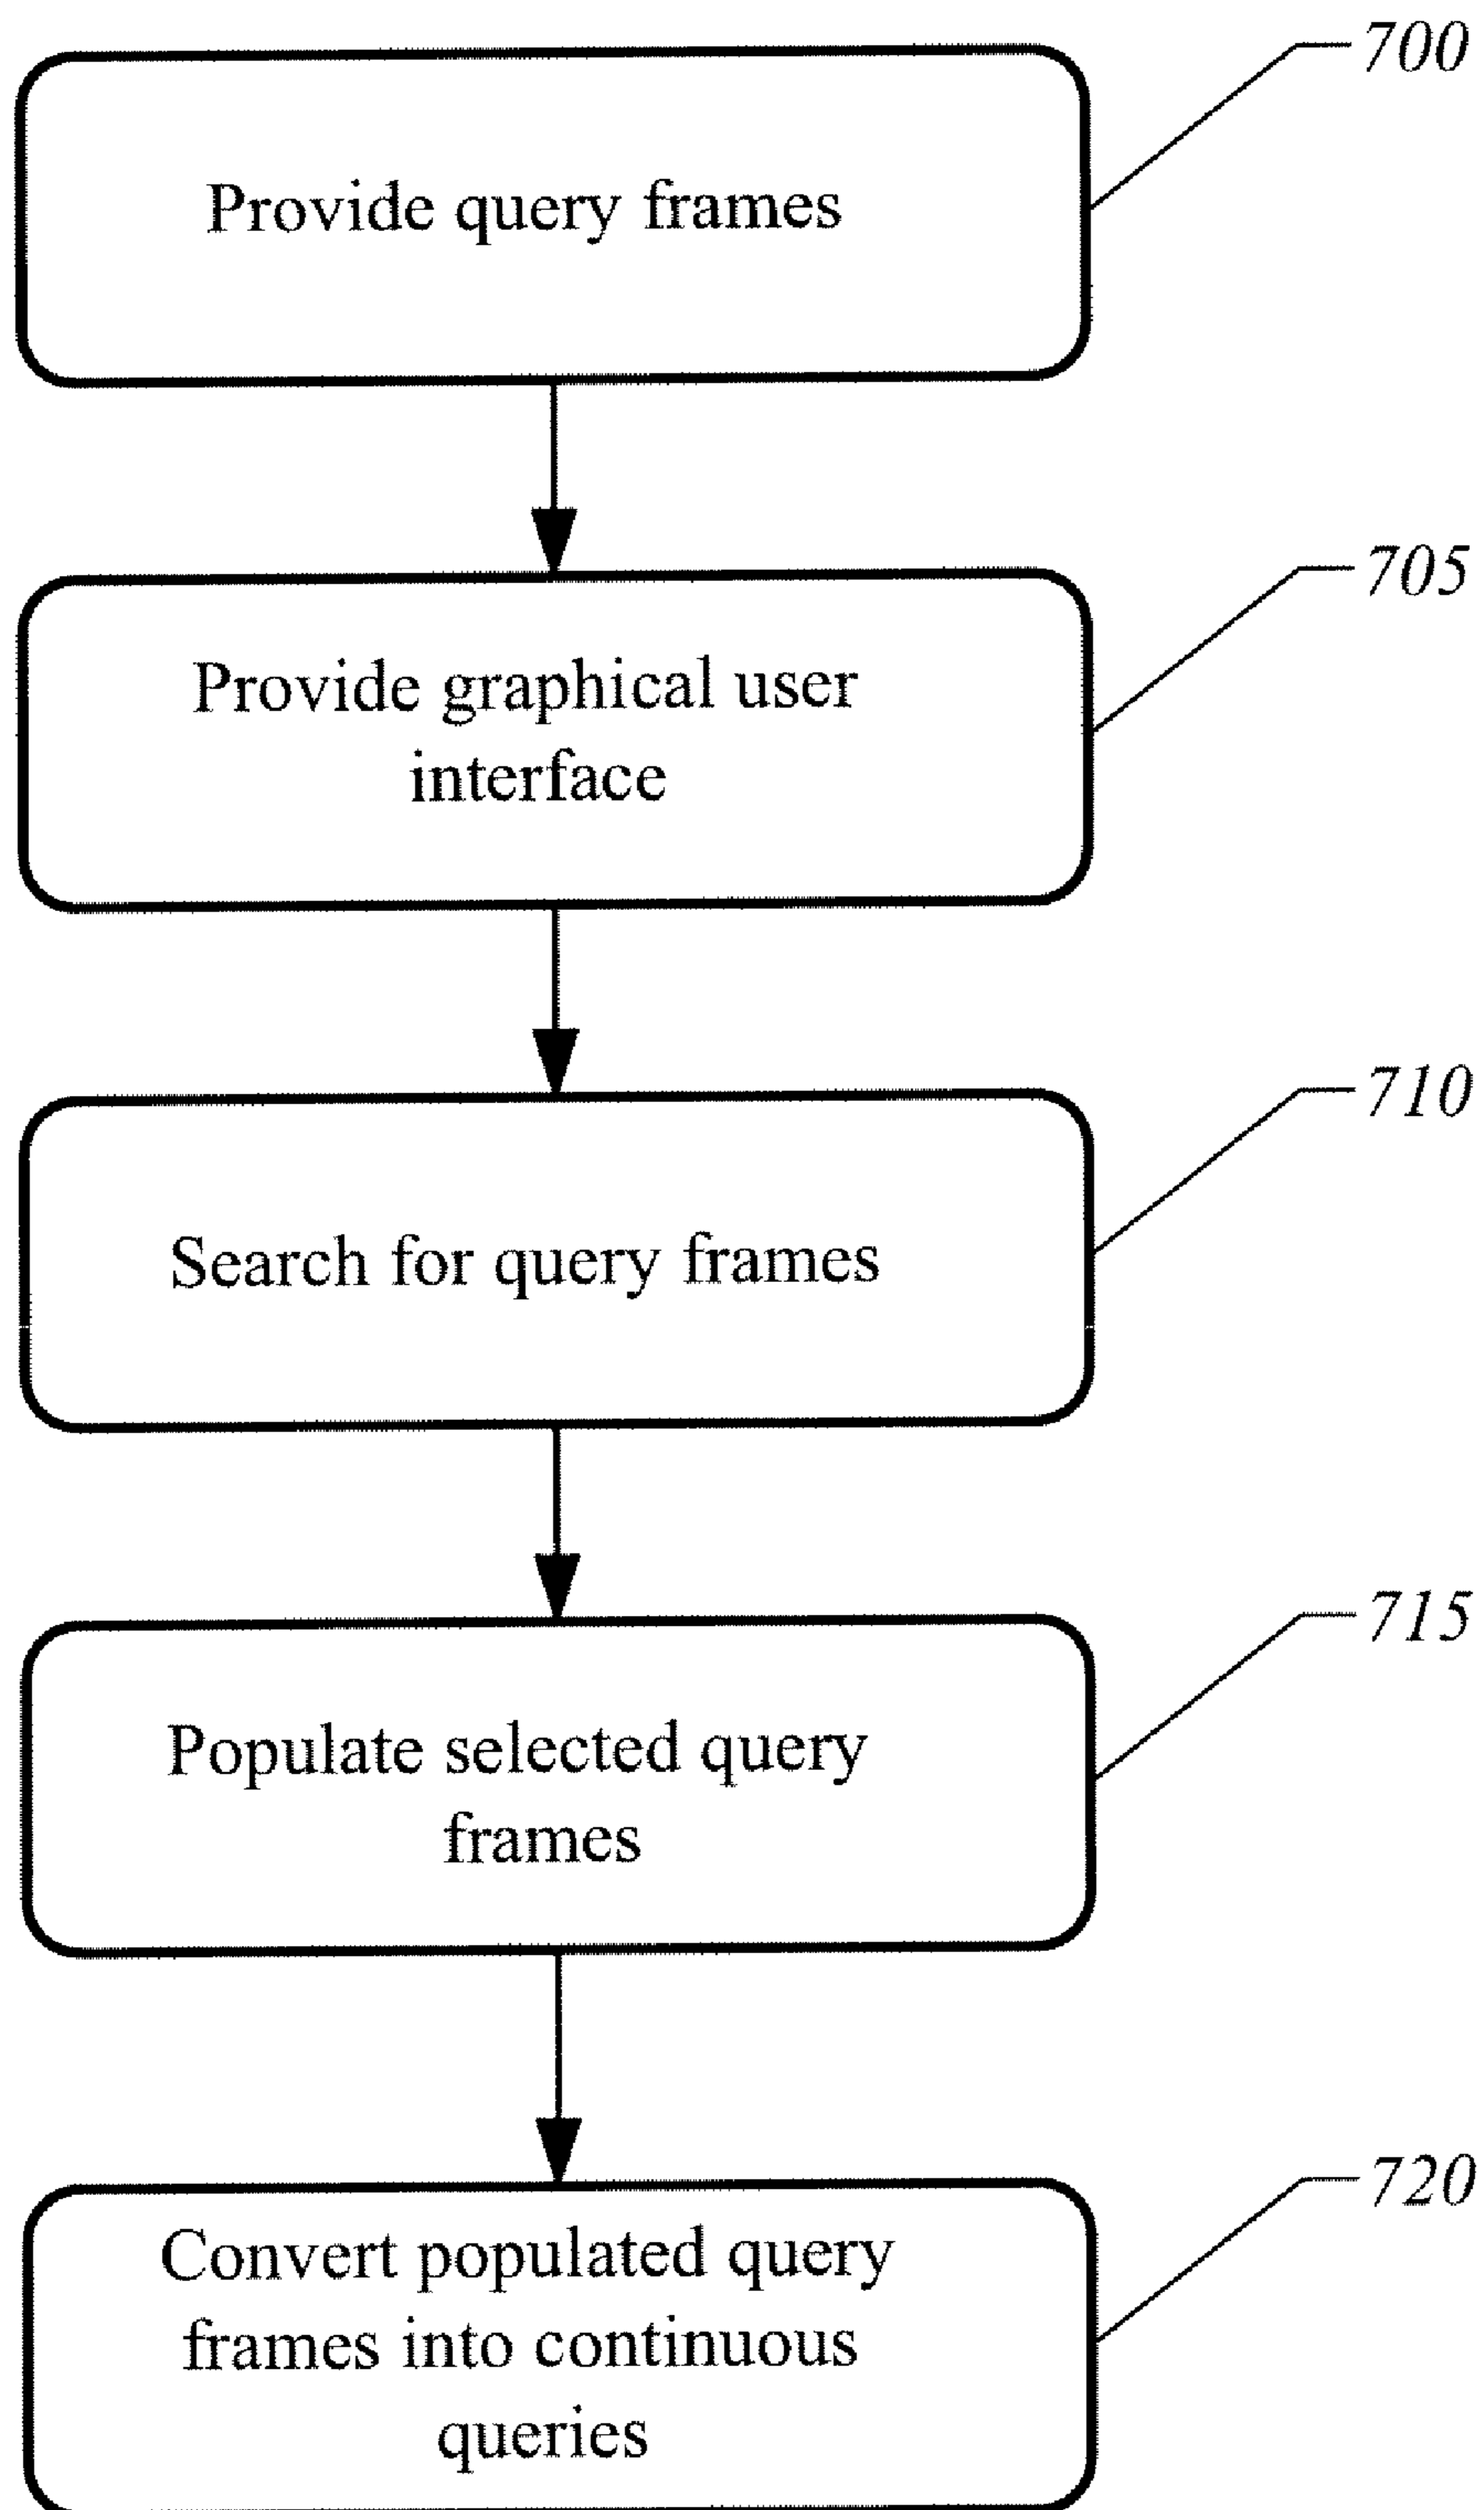 700
Provide query frames
705
Provide graphical user
interface
710
Search for query frames
715
Populate selected query
frames
720
Convert populated query
frames into continuous
queries